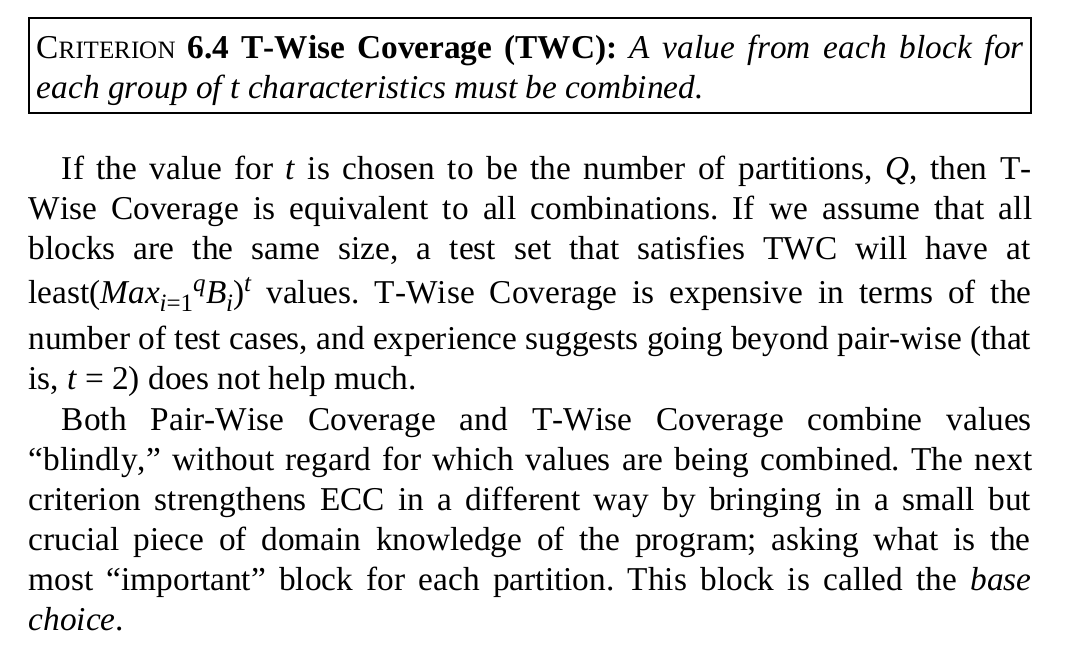 CRITERION 6.4 T-Wise Coverage (TWC): A value from each block for
each group of t characteristics must be combined.
If the value for t is chosen to be the number of partitions, Q, then T-
Wise Coverage is equivalent to all combinations. If we assume that all
blocks are the same size, a test set that satisfies TWC will have at
least(Maxᵢ₌₁^q Bᵢ)ᵗ values. T-Wise Coverage is expensive in terms of the
number of test cases, and experience suggests going beyond pair-wise (that
is, t = 2) does not help much.
Both Pair-Wise Coverage and T-Wise Coverage combine values
“blindly,” without regard for which values are being combined. The next
criterion strengthens ECC in a different way by bringing in a small but
crucial piece of domain knowledge of the program; asking what is the
most “important” block for each partition. This block is called the base
choice.